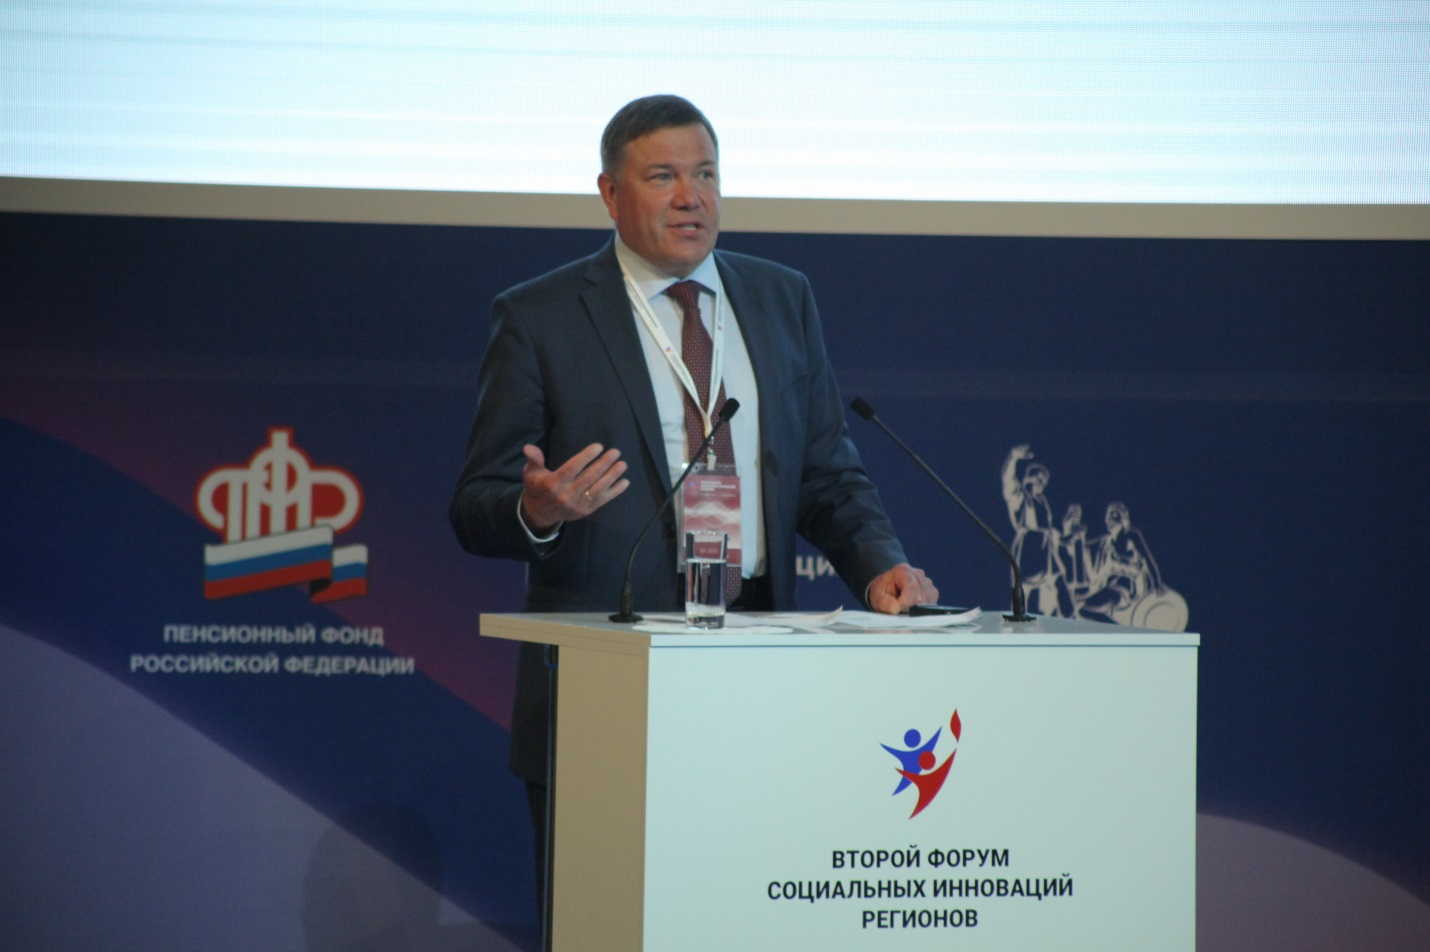 ПЕНСИОННЫЙ ФОНД
РОССИЙСКОЙ ФЕДЕРАЦИИ
ВТОРОЙ ФОРУМ
СОЦИАЛЬНЫХ ИННОВАЦИЙ
РЕГИОНОВ